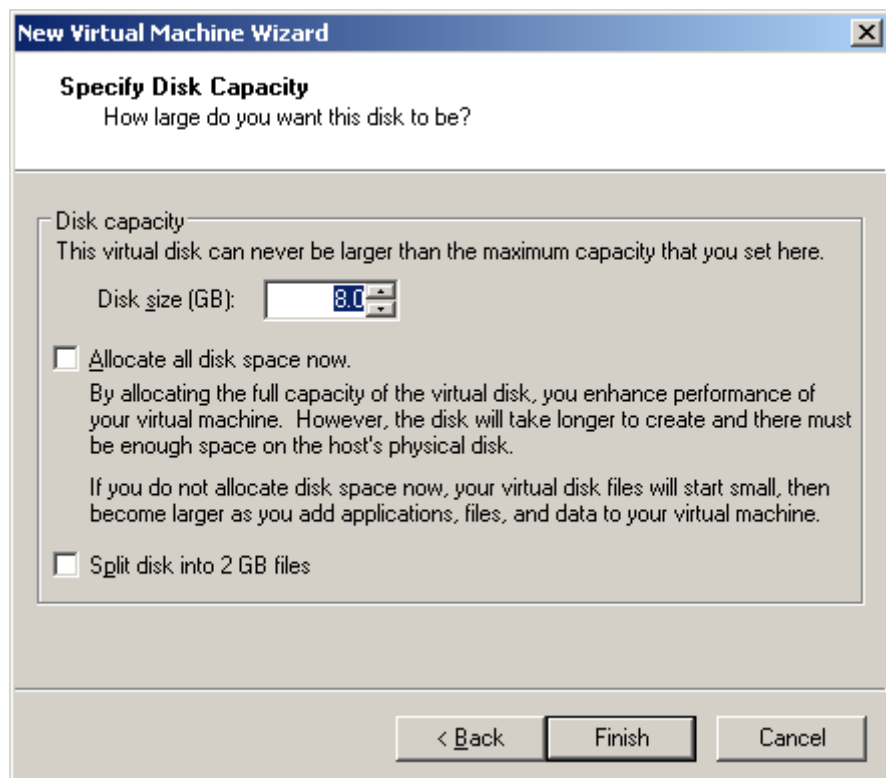 New Virtual Machine Wizard
Specify Disk Capacity
How large do you want this disk to be?
Disk capacity
This virtual disk can never be larger than the maximum capacity that you set here.
Disk size (GB): 8.0
Allocate all disk space now.
By allocating the full capacity of the virtual disk, you enhance performance of
your virtual machine.  However, the disk will take longer to create and there must
be enough space on the host's physical disk.
If you do not allocate disk space now, your virtual disk files will start small, then
become larger as you add applications, files, and data to your virtual machine.
Split disk into 2 GB files
< Back Finish Cancel